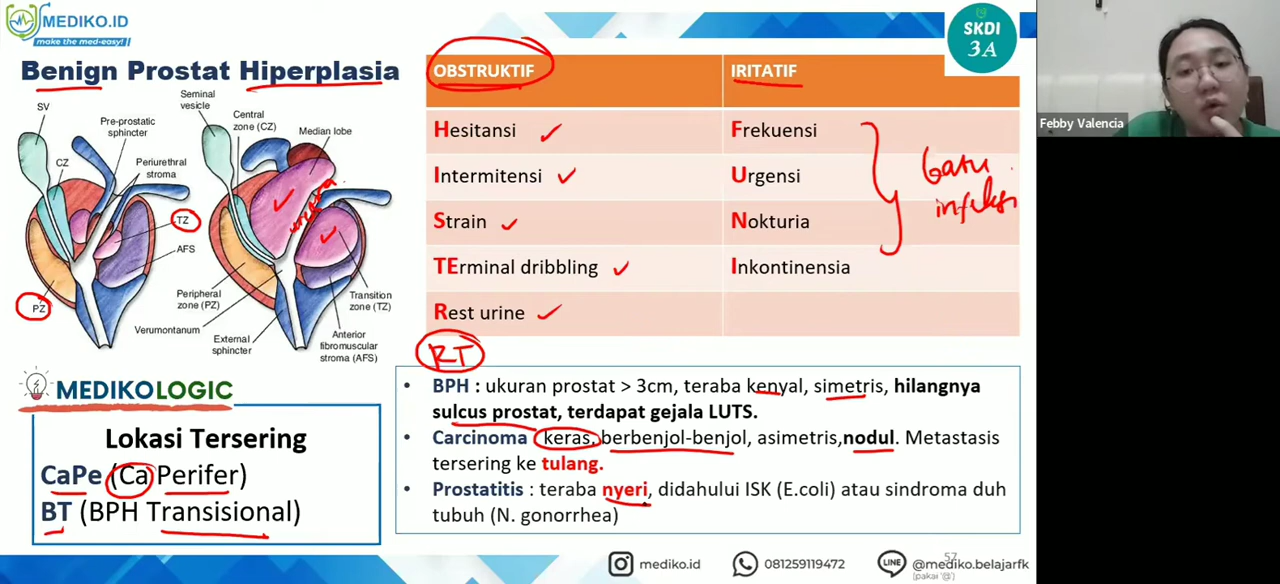 MEDIKO.ID
make the med-easy!
SKDI
3A
Benign Prostat Hiperplasia
SV
Seminal
vesicle
Pre-prostatic
sphincter
Central
zone (CZ)
Median lobe
CZ
Periurethral
stroma
TZ
AFS
PZ
Peripheral
zone (PZ)
Verumontanum
External
sphincter
Transition
zone (TZ)
Anterior
fibromuscular
stroma (AFS)
uretra
OBSTRUKTIF IRITATIF
Hesitansi Frekuensi
Intermitensi Urgensi
Strain Nokturia
TErminal dribbling Inkontinensia
Rest urine
batu
infeksi
RT
MEDIKOLOGIC
Lokasi Tersering
CaPe (Ca Perifer)
BT (BPH Transisional)
• BPH : ukuran prostat > 3cm, teraba kenyal, simetris, hilangnya
sulcus prostat, terdapat gejala LUTS.
• Carcinoma : keras, berbenjol-benjol, asimetris,nodul. Metastasis
tersering ke tulang.
• Prostatitis : teraba nyeri, didahului ISK (E.coli) atau sindroma duh
tubuh (N. gonorrhea)
mediko.id
081259119472
LINE
@mediko.belajarfk
(pakai '@')
57
Febby Valencia